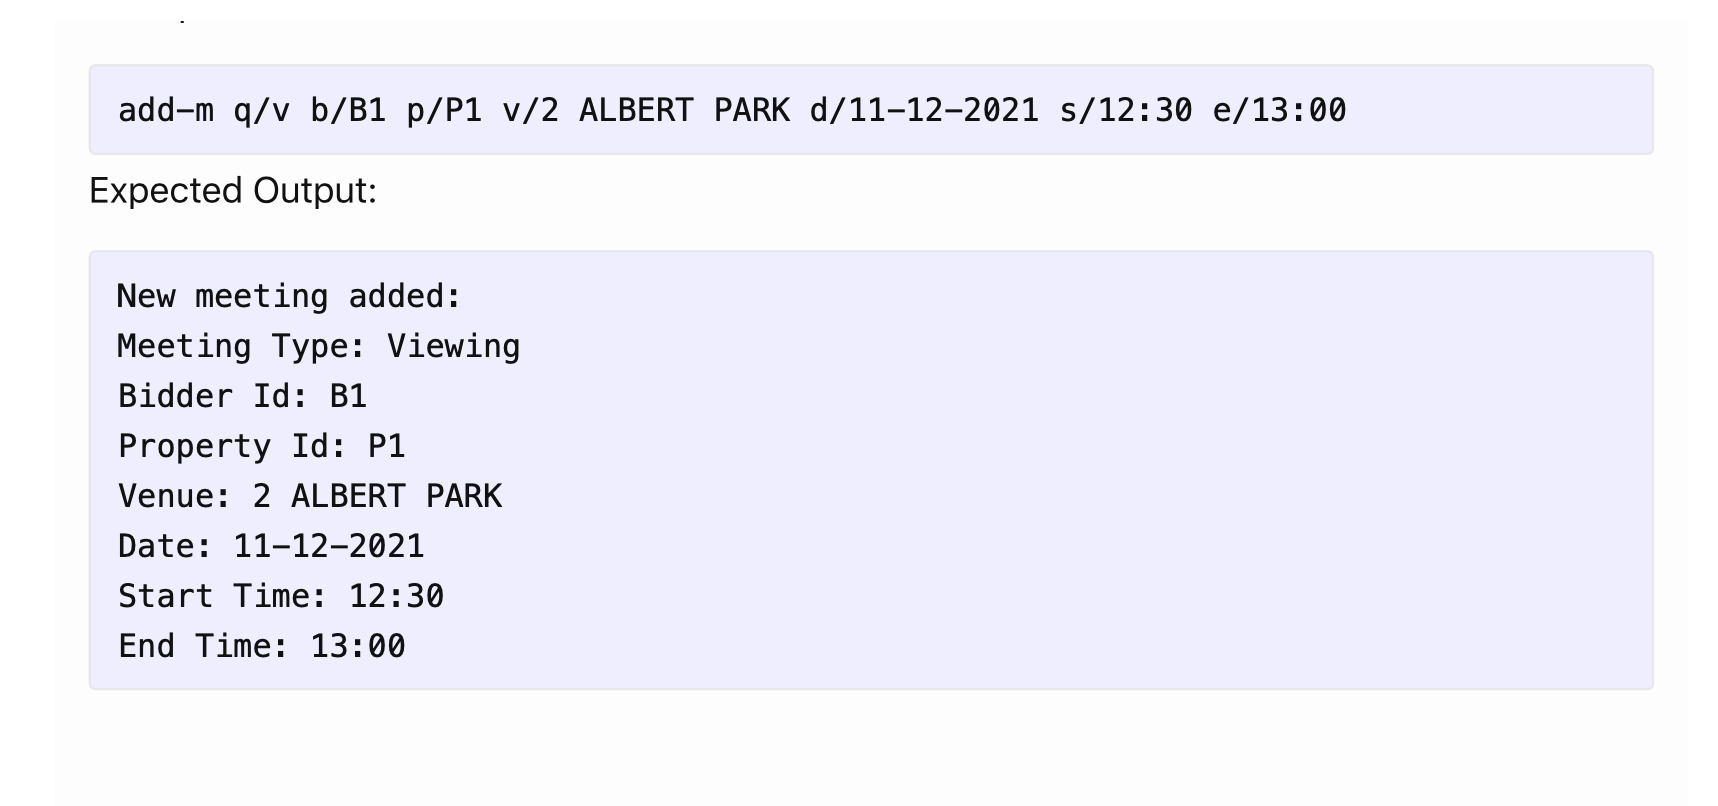 add-m q/v b/B1 p/P1 v/2 ALBERT PARK d/11-12-2021 s/12:30 e/13:00
Expected Output:
New meeting added:
Meeting Type: Viewing
Bidder Id: B1
Property Id: P1
Venue: 2 ALBERT PARK
Date: 11-12-2021
Start Time: 12:30
End Time: 13:00